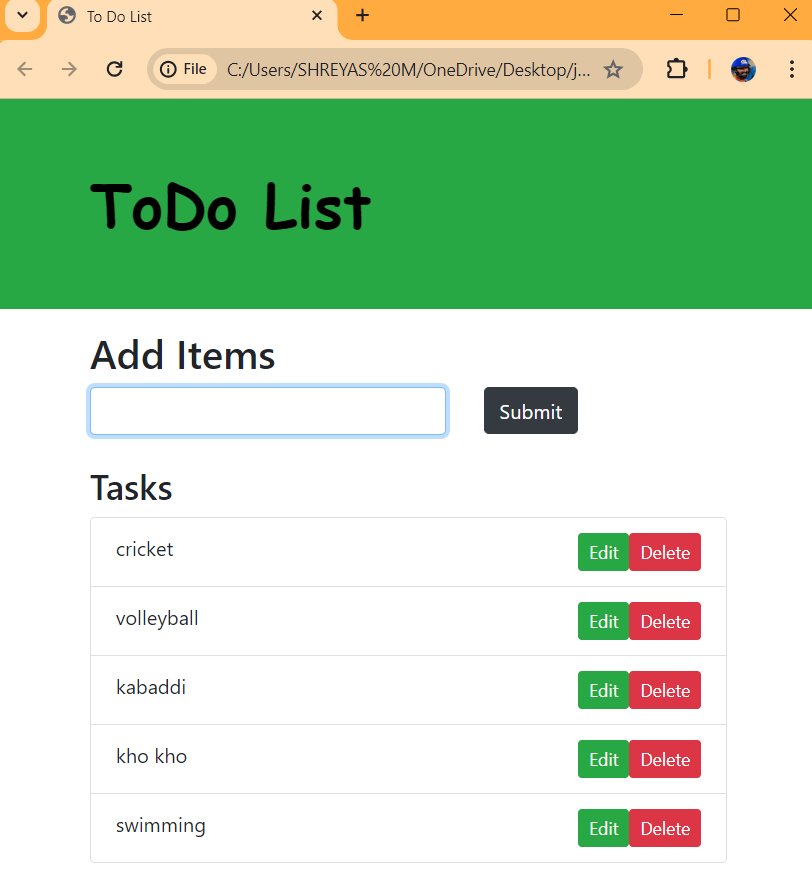 To Do List
File C:/Users/SHREYAS%20M/OneDrive/Desktop/j...
ToDo List
Add Items
Submit
Tasks
cricket Edit Delete
volleyball Edit Delete
kabaddi Edit Delete
kho kho Edit Delete
swimming Edit Delete